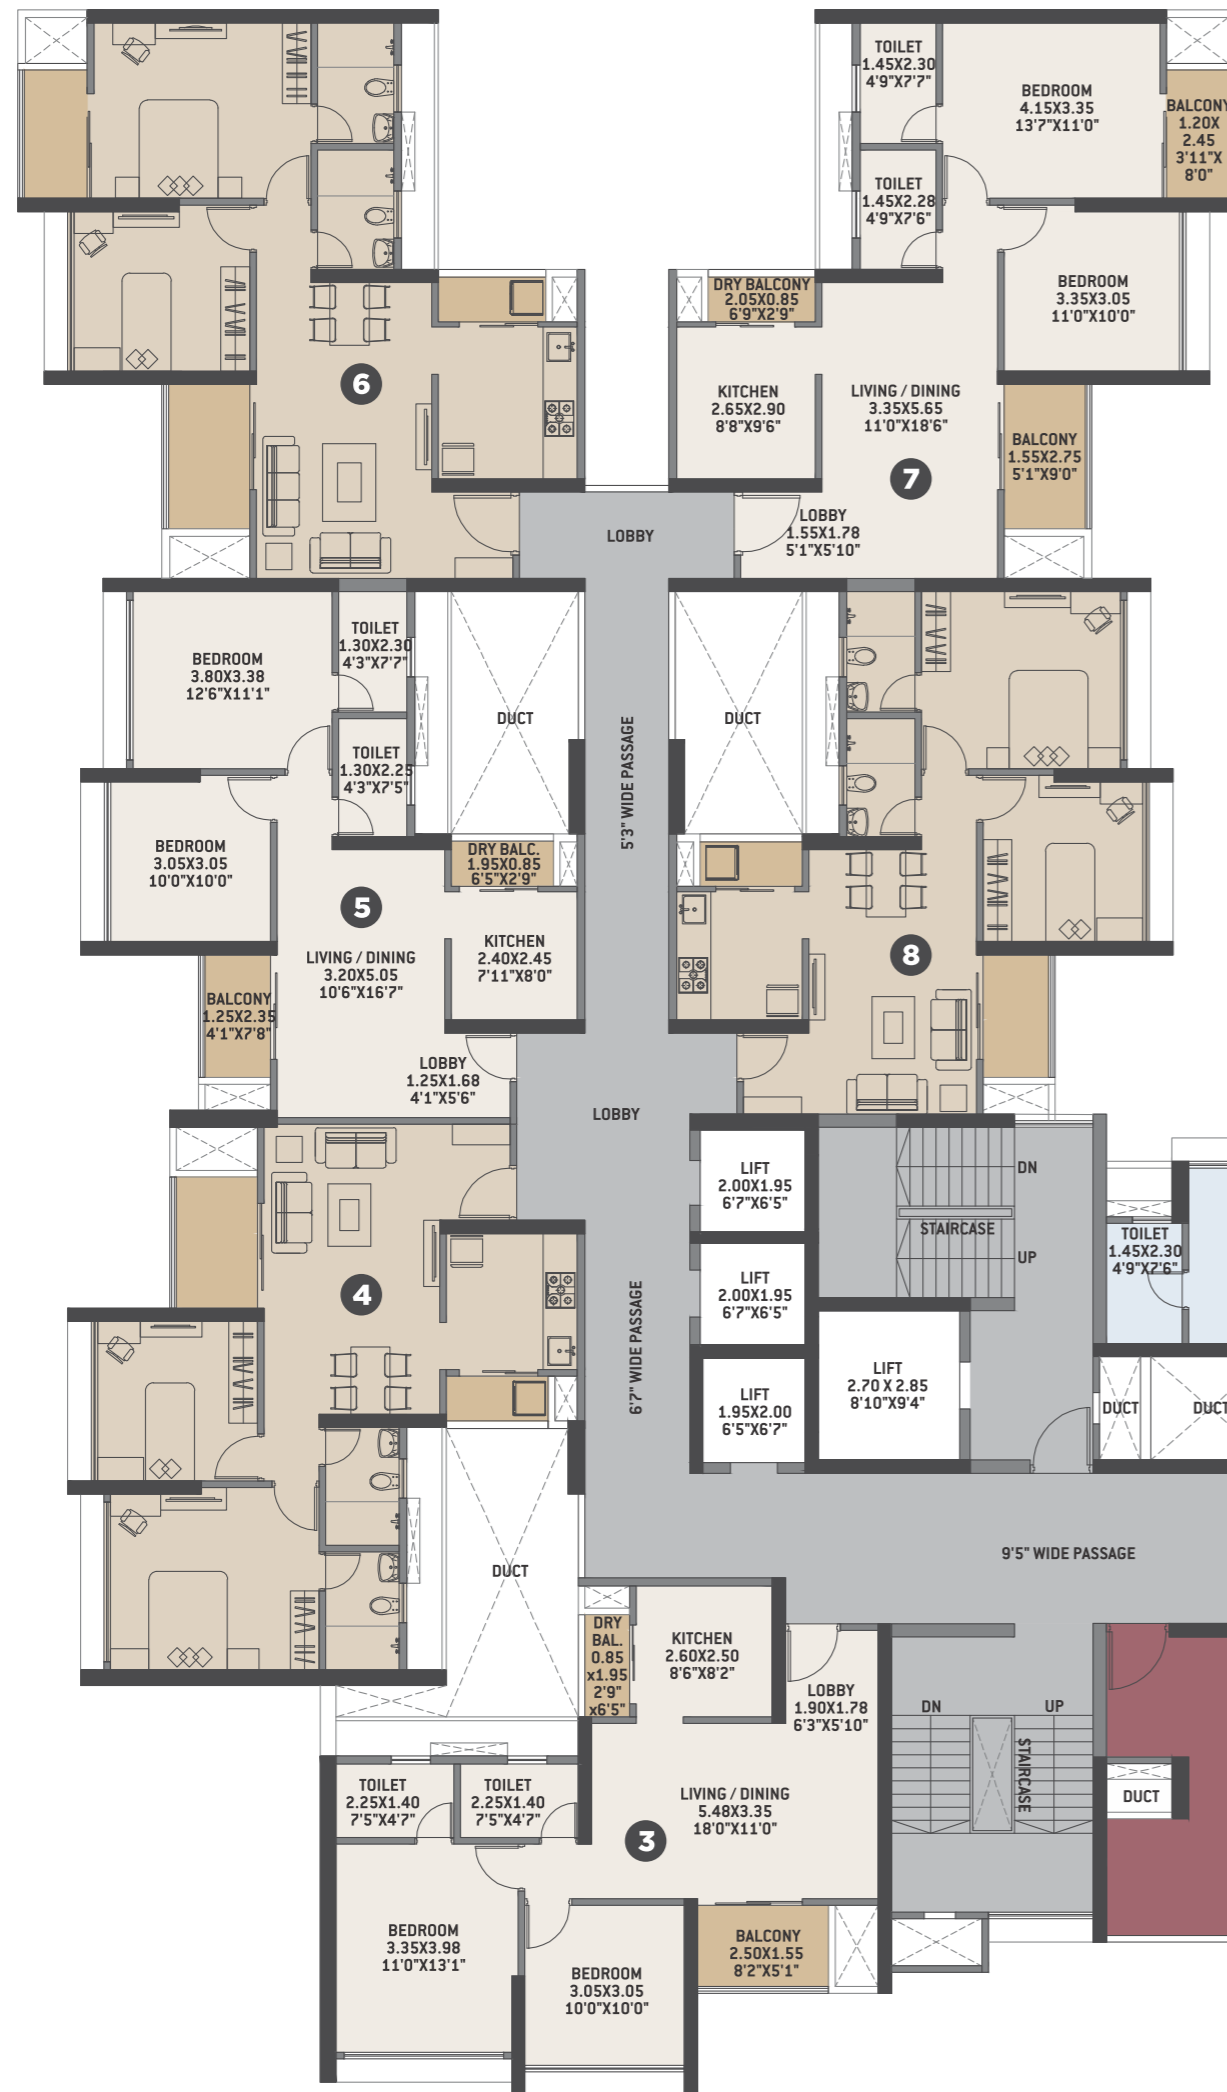 TOILET
1.45X2.30
4'9"X7'7"
BEDROOM
4.15X3.35
13'7"X11'0"
BALCONY
1.20X
2.45
3'11"X
8'0"
TOILET
1.45X2.28
4'9"X7'6"
BEDROOM
3.35X3.05
11'0"X10'0"
DRY BALCONY
2.05X0.85
6'9"X2'9"
6
KITCHEN
2.65X2.90
8'8"X9'6"
LIVING / DINING
3.35X5.65
11'0"X18'6"
BALCONY
1.55X2.75
5'1"X9'0"
7
LOBBY
LOBBY
1.55X1.78
5'1"X5'10"
TOILET
1.30X2.30
4'3"X7'7"
BEDROOM
3.80X3.38
12'6"X11'1"
DUCT
5'3" WIDE PASSAGE
DUCT
TOILET
1.30X2.25
4'3"X7'5"
BEDROOM
3.05X3.05
10'0"X10'0"
DRY BALC.
1.95X0.85
6'5"X2'9"
5
KITCHEN
2.40X2.45
7'11"X8'0"
8
LIVING / DINING
3.20X5.05
10'6"X16'7"
BALCONY
1.25X2.35
4'1"X7'8"
LOBBY
1.25X1.68
4'1"X5'6"
LOBBY
LIFT
2.00X1.95
6'7"X6'5"
DN
STAIRCASE
UP
TOILET
1.45X2.30
4'9"X7'6"
4
LIFT
2.00X1.95
6'7"X6'5"
6'7" WIDE PASSAGE
LIFT
1.95X2.00
6'5"X6'7"
LIFT
2.70 X 2.85
8'10"X9'4"
DUCT
DUCT
9'5" WIDE PASSAGE
DUCT
DRY
BAL.
0.85
x1.95
2'9"
x6'5"
KITCHEN
2.60X2.50
8'6"X8'2"
LOBBY
1.90X1.78
6'3"X5'10"
DN
UP
STAIRCASE
TOILET
2.25X1.40
7'5"X4'7"
TOILET
2.25X1.40
7'5"X4'7"
LIVING / DINING
5.48X3.35
18'0"X11'0"
DUCT
3
BEDROOM
3.35X3.98
11'0"X13'1"
BALCONY
2.50X1.55
8'2"X5'1"
BEDROOM
3.05X3.05
10'0"X10'0"